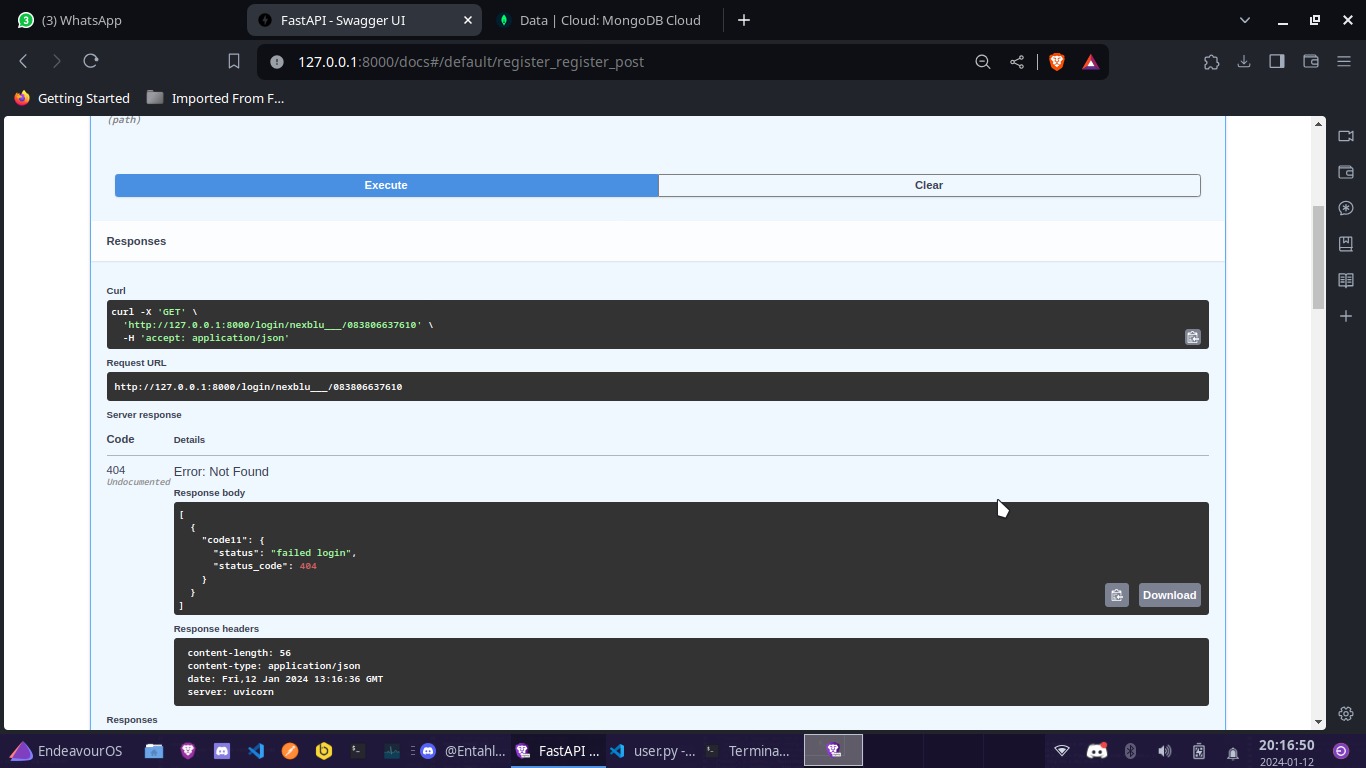 (3) WhatsApp
FastAPI - Swagger UI
Data | Cloud: MongoDB Cloud
127.0.0.1:8000/docs#/default/register_register_post
Getting Started
Imported From F...
(path)
Execute
Clear
Responses
Curl
curl -X 'GET' \
'http://127.0.0.1:8000/login/nexblu___/083806637610' \
-H 'accept: application/json'
Request URL
http://127.0.0.1:8000/login/nexblu___/083806637610
Server response
Code
Details
404
Undocumented
Error: Not Found
Response body
[
{
"code11": {
"status": "failed login",
"status_code": 404
}
}
]
Download
Response headers
content-length: 56
content-type: application/json
date: Fri,12 Jan 2024 13:16:36 GMT
server: uvicorn
Responses
EndeavourOS
@Entahl...
FastAPI ...
user.py -...
Termina...
20:16:50
2024-01-12